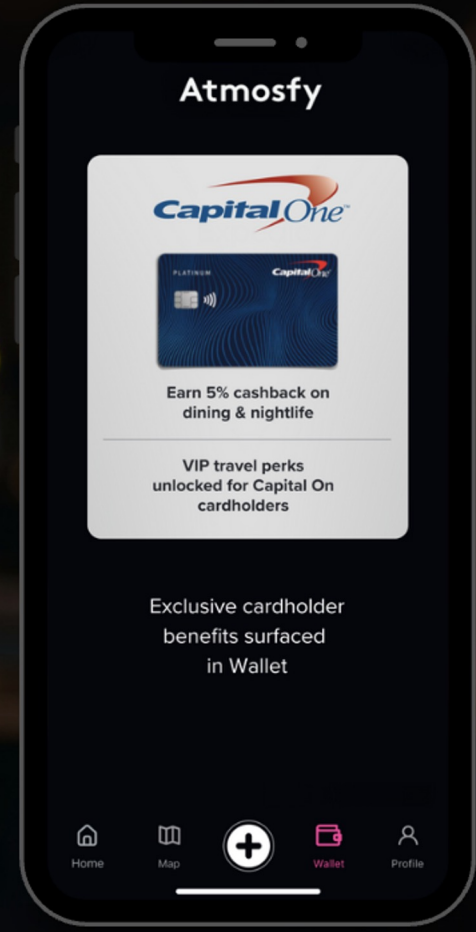 Atmosfy
Capital One™
PLATINUM
Capital One
Earn 5% cashback on
dining & nightlife
VIP travel perks
unlocked for Capital On
cardholders
Exclusive cardholder
benefits surfaced
in Wallet
Home
Map
Wallet
Profile